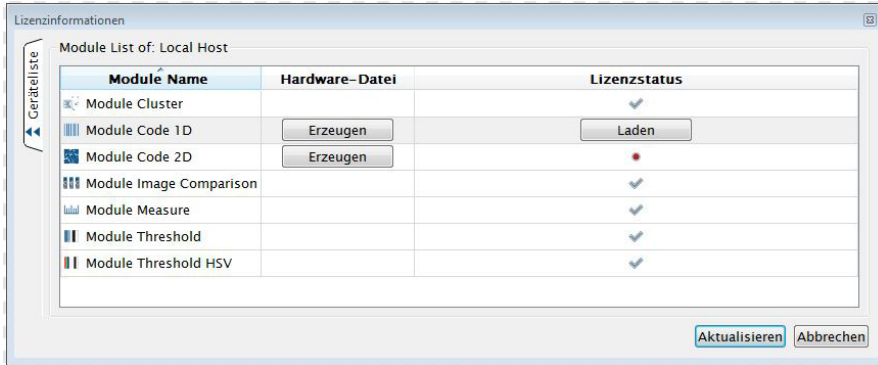 Lizenzinformationen
Geräteliste
Module List of: Local Host
Module Name Hardware-Datei Lizenzstatus
Module Cluster
Module Code 1D Erzeugen Laden
Module Code 2D Erzeugen
Module Image Comparison
Module Measure
Module Threshold
Module Threshold HSV
Aktualisieren Abbrechen